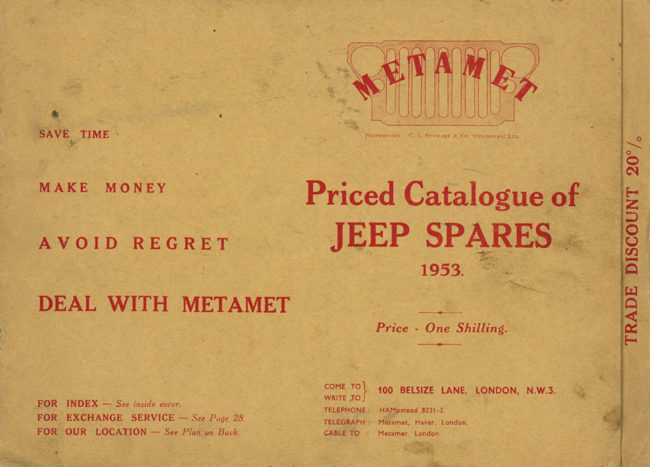 METAMET
PROPRIETORS C. J. STEWART & CO. (ENGINEERS) LTD.
SAVE TIME
MAKE MONEY
AVOID REGRET
DEAL WITH METAMET
Priced Catalogue of
JEEP SPARES
1953.
Price - One Shilling.
FOR INDEX — See inside cover.
FOR EXCHANGE SERVICE — See Page 28
FOR OUR LOCATION — See Plan on Back.
COME TO
WRITE TO } 100 BELSIZE LANE, LONDON, N.W.3.
TELEPHONE : HAMpstead 8231-2
TELEGRAPH : Metamet, Haver, London.
CABLE TO : Metamet, London
TRADE DISCOUNT 20%